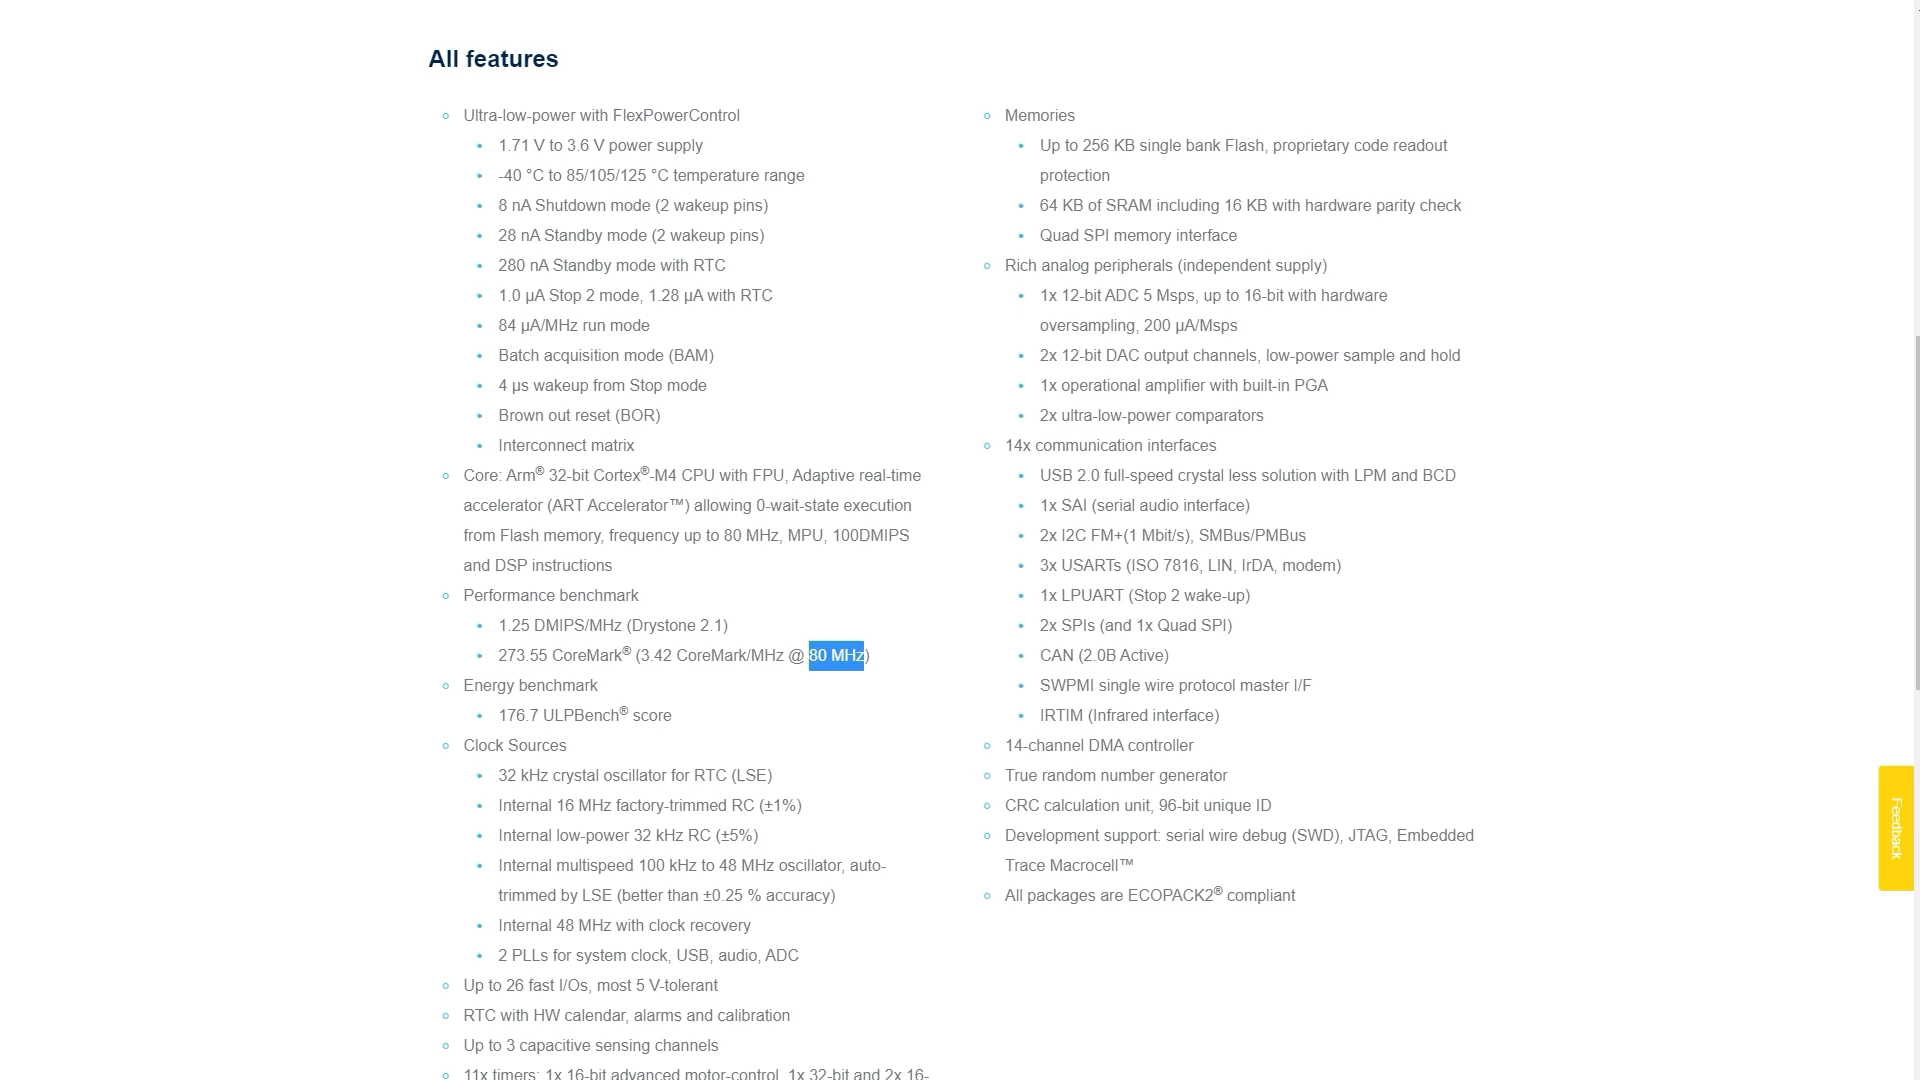 All features
Ultra-low-power with FlexPowerControl
1.71 V to 3.6 V power supply
-40 °C to 85/105/125 °C temperature range
8 nA Shutdown mode (2 wakeup pins)
28 nA Standby mode (2 wakeup pins)
280 nA Standby mode with RTC
1.0 µA Stop 2 mode, 1.28 µA with RTC
84 µA/MHz run mode
Batch acquisition mode (BAM)
4 µs wakeup from Stop mode
Brown out reset (BOR)
Interconnect matrix
Core: Arm® 32-bit Cortex®-M4 CPU with FPU, Adaptive real-time
accelerator (ART Accelerator™) allowing 0-wait-state execution
from Flash memory, frequency up to 80 MHz, MPU, 100DMIPS
and DSP instructions
Performance benchmark
1.25 DMIPS/MHz (Drystone 2.1)
273.55 CoreMark® (3.42 CoreMark/MHz @ 80 MHz)
Energy benchmark
176.7 ULPBench® score
Clock Sources
32 kHz crystal oscillator for RTC (LSE)
Internal 16 MHz factory-trimmed RC (±1%)
Internal low-power 32 kHz RC (±5%)
Internal multispeed 100 kHz to 48 MHz oscillator, auto-
trimmed by LSE (better than ±0.25 % accuracy)
Internal 48 MHz with clock recovery
2 PLLs for system clock, USB, audio, ADC
Up to 26 fast I/Os, most 5 V-tolerant
RTC with HW calendar, alarms and calibration
Up to 3 capacitive sensing channels
11x timers: 1x 16-bit advanced motor-control, 1x 32-bit and 2x 16-
Memories
Up to 256 KB single bank Flash, proprietary code readout
protection
64 KB of SRAM including 16 KB with hardware parity check
Quad SPI memory interface
Rich analog peripherals (independent supply)
1x 12-bit ADC 5 Msps, up to 16-bit with hardware
oversampling, 200 µA/Msps
2x 12-bit DAC output channels, low-power sample and hold
1x operational amplifier with built-in PGA
2x ultra-low-power comparators
14x communication interfaces
USB 2.0 full-speed crystal less solution with LPM and BCD
1x SAI (serial audio interface)
2x I2C FM+(1 Mbit/s), SMBus/PMBus
3x USARTs (ISO 7816, LIN, IrDA, modem)
1x LPUART (Stop 2 wake-up)
2x SPIs (and 1x Quad SPI)
CAN (2.0B Active)
SWPMI single wire protocol master I/F
IRTIM (Infrared interface)
14-channel DMA controller
True random number generator
CRC calculation unit, 96-bit unique ID
Development support: serial wire debug (SWD), JTAG, Embedded
Trace Macrocell™
All packages are ECOPACK2® compliant
Feedback